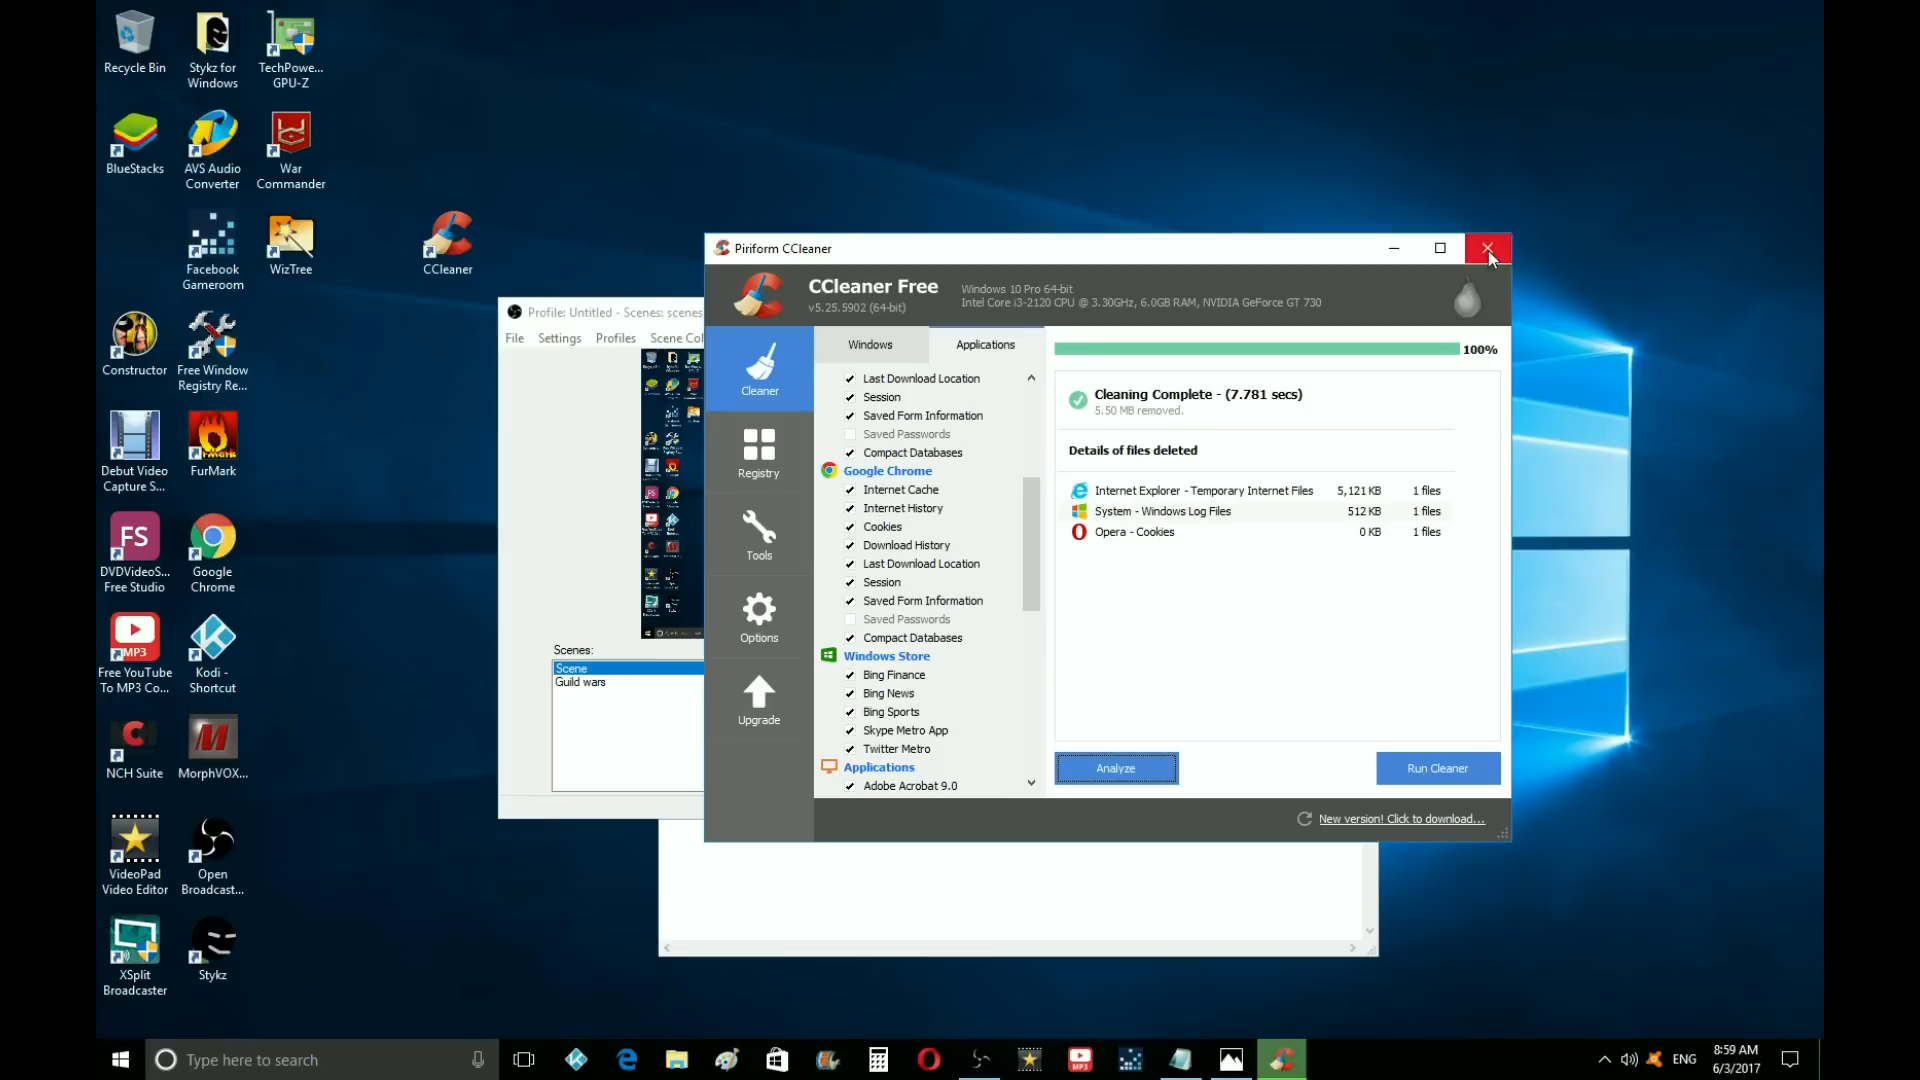 Recycle Bin
Stykz for
Windows
TechPowe...
GPU-Z
BlueStacks
AVS Audio
Converter
War
Commander
Facebook
Gameroom
WizTree
CCleaner
Constructor
Free Window
Registry Re...
Debut Video
Capture S...
FurMark
FS
DVDVideoS...
Free Studio
Google
Chrome
MP3
Free YouTube
To MP3 Co...
Kodi -
Shortcut
NCH Suite
MorphVOX...
VideoPad
Video Editor
Open
Broadcast...
XSplit
Broadcaster
Stykz
Profile: Untitled - Scenes: scenes
File Settings Profiles Scene Col
Scenes:
Scene
Guild wars
Piriform CCleaner
CCleaner Free
v5.25.5902 (64-bit)
Windows 10 Pro 64-bit
Intel Core i3-2120 CPU @ 3.30GHz, 6.0GB RAM, NVIDIA GeForce GT 730
Cleaner
Registry
Tools
Options
Upgrade
Windows Applications
Last Download Location
Session
Saved Form Information
Saved Passwords
Compact Databases
Google Chrome
Internet Cache
Internet History
Cookies
Download History
Last Download Location
Session
Saved Form Information
Saved Passwords
Compact Databases
Windows Store
Bing Finance
Bing News
Bing Sports
Skype Metro App
Twitter Metro
Applications
Adobe Acrobat 9.0
100%
Cleaning Complete - (7.781 secs)
5.50 MB removed.
Details of files deleted
Internet Explorer - Temporary Internet Files 5,121 KB 1 files
System - Windows Log Files 512 KB 1 files
Opera - Cookies 0 KB 1 files
Analyze Run Cleaner
New version! Click to download...
Type here to search
MP3
ENG
8:59 AM
6/3/2017